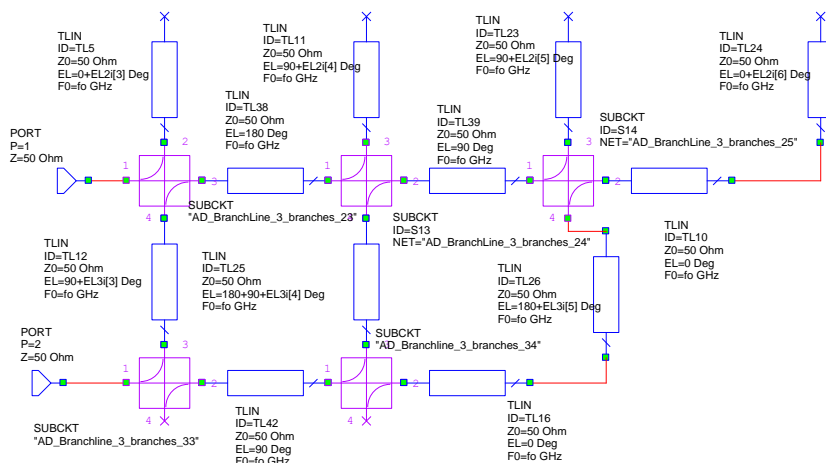 TLIN
ID=TL5
Z0=50 Ohm
EL=0+EL2i[3] Deg
F0=fo GHz
TLIN
ID=TL11
Z0=50 Ohm
EL=90+EL2i[4] Deg
F0=fo GHz
TLIN
ID=TL23
Z0=50 Ohm
EL=90+EL2i[5] Deg
F0=fo GHz
TLIN
ID=TL24
Z0=50 Ohm
EL=0+EL2i[6] Deg
F0=fo GHz
TLIN
ID=TL38
Z0=50 Ohm
EL=180 Deg
F0=fo GHz
TLIN
ID=TL39
Z0=50 Ohm
EL=90 Deg
F0=fo GHz
SUBCKT
ID=S14
NET="AD_BranchLine_3_branches_25"
PORT
P=1
Z=50 Ohm
1
2
3
4
SUBCKT
"AD_BranchLine_3_branches_23"
1
3
2
SUBCKT
ID=S13
NET="AD_BranchLine_3_branches_24"
1
3
2
4
TLIN
ID=TL10
Z0=50 Ohm
EL=0 Deg
F0=fo GHz
TLIN
ID=TL12
Z0=50 Ohm
EL=90+EL3i[3] Deg
F0=fo GHz
TLIN
ID=TL25
Z0=50 Ohm
EL=180+90+EL3i[4] Deg
F0=fo GHz
TLIN
ID=TL26
Z0=50 Ohm
EL=180+EL3i[5] Deg
F0=fo GHz
PORT
P=2
Z=50 Ohm
1
3
2
4
SUBCKT
"AD_Branchline_3_branches_33"
SUBCKT
"AD_Branchline_3_branches_34"
1
2
4
TLIN
ID=TL42
Z0=50 Ohm
EL=90 Deg
F0=fo GHz
TLIN
ID=TL16
Z0=50 Ohm
EL=0 Deg
F0=fo GHz